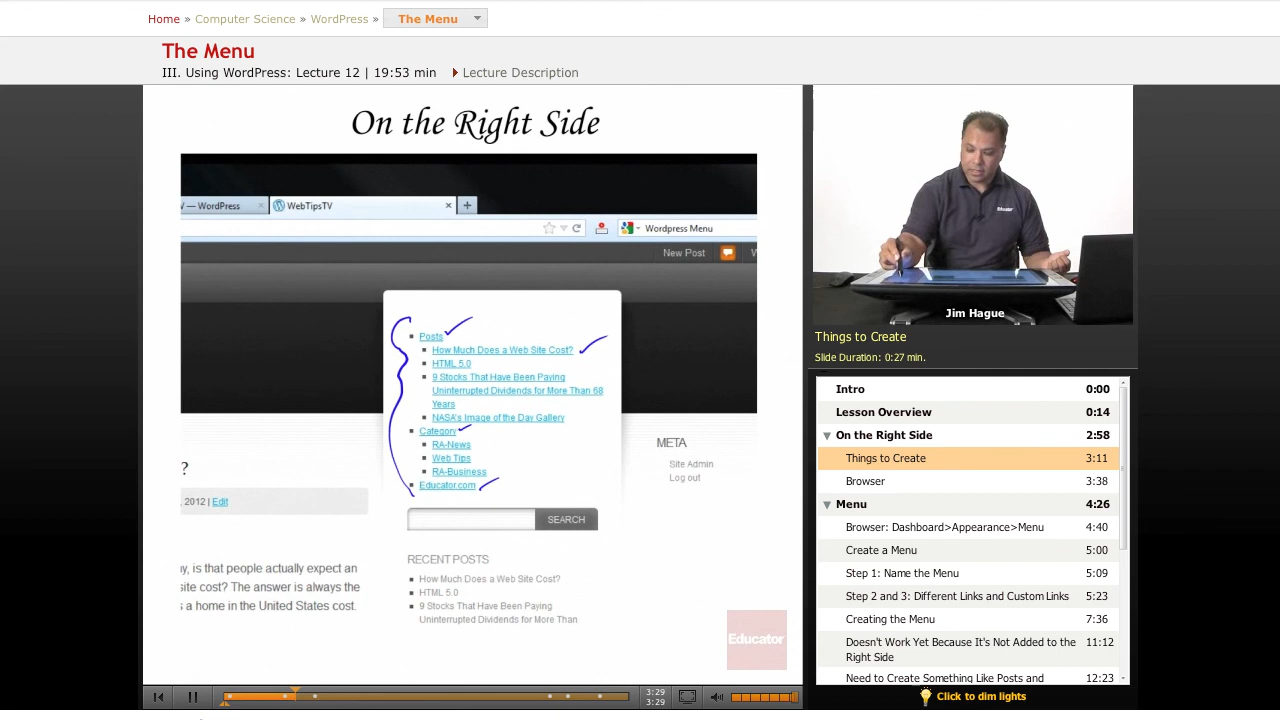 Home » Computer Science » WordPress » The Menu
The Menu
III. Using WordPress: Lecture 12 | 19:53 min Lecture Description
On the Right Side
/ — WordPress WebTipsTV
Wordpress Menu
New Post
Posts
How Much Does a Web Site Cost?
HTML 5.0
9 Stocks That Have Been Paying
Uninterrupted Dividends for More Than 68
Years
NASA's Image of the Day Gallery
Category
RA-News
Web Tips
RA-Business
Educator.com
SEARCH
RECENT POSTS
How Much Does a Web Site Cost?
HTML 5.0
9 Stocks That Have Been Paying
Uninterrupted Dividends for More Than
META
Site Admin
Log out
?
, 2012 | Edit
ny, is that people actually expect an
site cost? The answer is always the
s a home in the United States cost.
Educator
Educator
Jim Hague
Things to Create
Slide Duration: 0:27 min.
Intro 0:00
Lesson Overview 0:14
On the Right Side 2:58
Things to Create 3:11
Browser 3:38
Menu 4:26
Browser: Dashboard>Appearance>Menu 4:40
Create a Menu 5:00
Step 1: Name the Menu 5:09
Step 2 and 3: Different Links and Custom Links 5:23
Creating the Menu 7:36
Doesn't Work Yet Because It's Not Added to the 11:12
Right Side
Need to Create Something Like Posts and 12:23
3:29
3:29
Click to dim lights